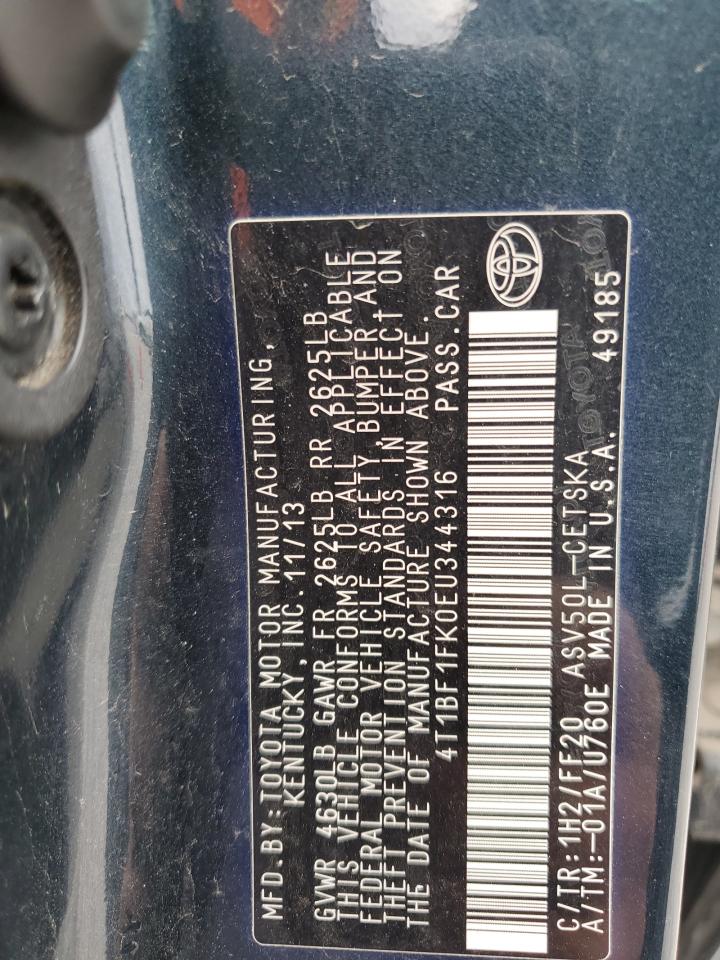 MFD.BY:TOYOTA MOTOR MANUFACTURING,
KENTUCKY, INC.11/13
GVWR 4630LB GAWR FR 2625LB RR 2625LB
THIS VEHICLE CONFORMS TO ALL APPLICABLE
FEDERAL MOTOR VEHICLE SAFETY, BUMPER, AND
THEFT PREVENTION STANDARDS IN EFFECT ON
THE DATE OF MANUFACTURE SHOWN ABOVE.
4T1BF1FK0EU344316 PASS.CAR
C/TR:1H2/FF20 ASV50L-CETSKA
A/TM:-01A/U760E MADE IN U.S.A. 49185
TOYOTA